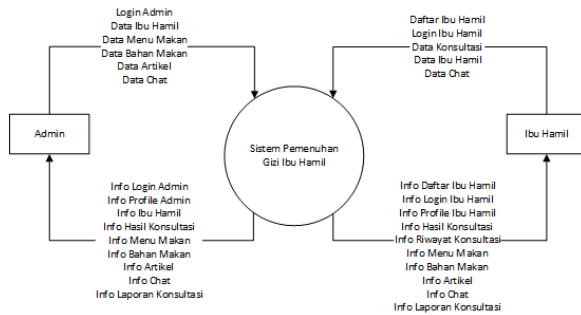 Login Admin
Data Ibu Hamil
Data Menu Makan
Data Bahan Makan
Data Artikel
Data Chat
Daftar Ibu Hamil
Login Ibu Hamil
Data Konsultasi
Data Ibu Hamil
Data Chat
Admin
Sistem Pemenuhan
Gizi Ibu Hamil
Ibu Hamil
Info Login Admin
Info Profile Admin
Info Ibu Hamil
Info Hasil Konsultasi
Info Menu Makan
Info Bahan Makan
Info Artikel
Info Chat
Info Laporan Konsultasi
Info Daftar Ibu Hamil
Info Login Ibu Hamil
Info Profile Ibu Hamil
Info Hasil Konsultasi
Info Riwayat Konsultasi
Info Menu Makan
Info Bahan Makan
Info Artikel
Info Chat
Info Laporan Konsultasi